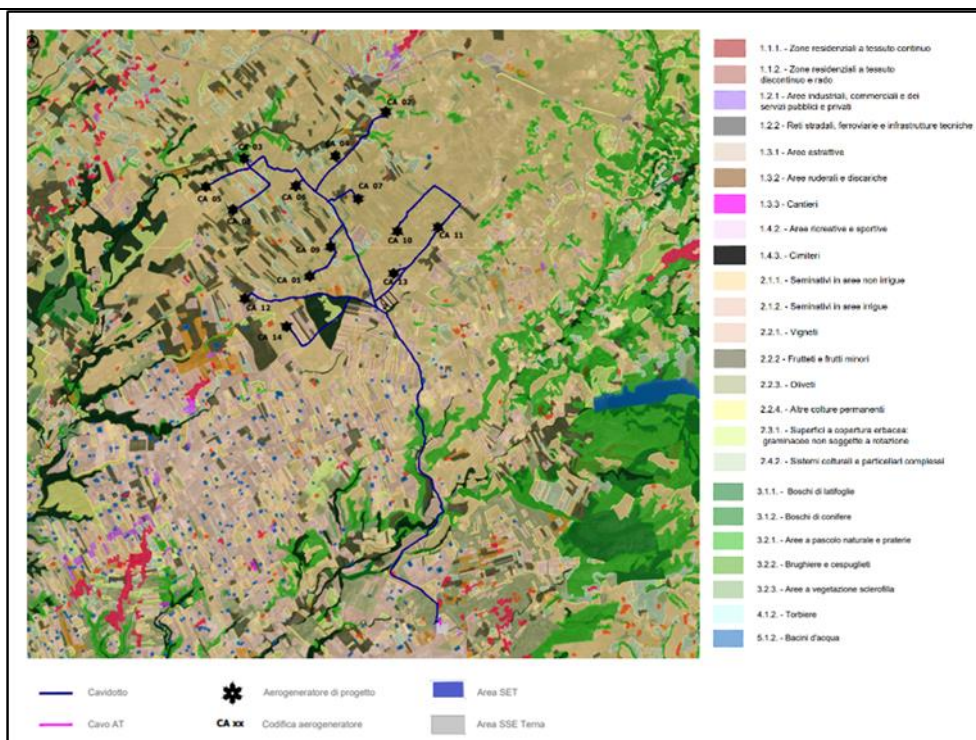 CA 02
CA 03
CA 04
CA 05
CA 06
CA 07
CA 10
CA 11
CA 09
CA 01
CA 13
CA 12
CA 14
1.1.1. - Zone residenziali a tessuto continuo
1.1.2. - Zone residenziali a tessuto
discontinuo e rado
1.2.1 - Aree industriali, commerciali e dei
servizi pubblici e privati
1.2.2 - Reti stradali, ferroviarie e infrastrutture tecniche
1.3.1 - Aree estrattive
1.3.2 - Aree ruderali e discariche
1.3.3 - Cantieri
1.4.2. - Aree ricreative e sportive
1.4.3. - Cimiteri
2.1.1. - Seminativi in aree non irrigue
2.1.2. - Seminativi in aree irrigue
2.2.1. - Vigneti
2.2.2 - Frutteti e frutti minori
2.2.3. - Oliveti
2.2.4. - Altre colture permanenti
2.3.1. - Superfici a copertura erbacea:
graminacee non soggette a rotazione
2.4.2. - Sistemi colturali e particellari complessi
3.1.1. - Boschi di latifoglie
3.1.2. - Boschi di conifere
3.2.1. - Aree a pascolo naturale e praterie
3.2.2. - Brughiere e cespuglieti
3.2.3. - Aree a vegetazione sclerofilla
4.1.2. - Torbiere
5.1.2. - Bacini d'acqua
Cavidotto
Aerogeneratore di progetto
Area SET
Cavo AT
CA xx
Codifica aerogeneratore
Area SSE Terna